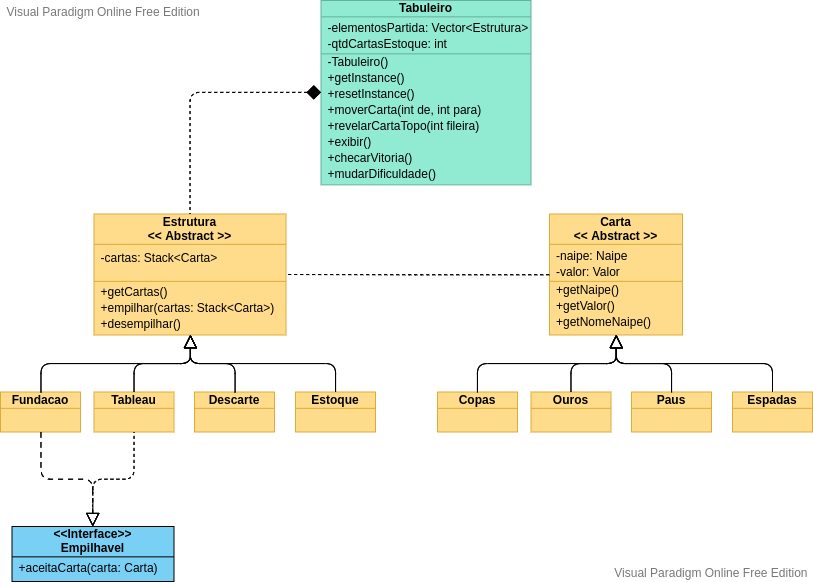 Visual Paradigm Online Free Edition
Tabuleiro
-elementosPartida: Vector<Estrutura>
-qtdCartasEstoque: int
-Tabuleiro()
+getInstance()
+resetInstance()
+moverCarta(int de, int para)
+revelarCartaTopo(int fileira)
+exibir()
+checarVitoria()
+mudarDificuldade()
Estrutura
<< Abstract >>
-cartas: Stack<Carta>
+getCartas()
+empilhar(cartas: Stack<Carta>)
+desempilhar()
Carta
<< Abstract >>
-naipe: Naipe
-valor: Valor
+getNaipe()
+getValor()
+getNomeNaipe()
Fundacao
Tableau
Descarte
Estoque
Copas
Ouros
Paus
Espadas
<<Interface>>
Empilhavel
+aceitaCarta(carta: Carta)
Visual Paradigm Online Free Edition